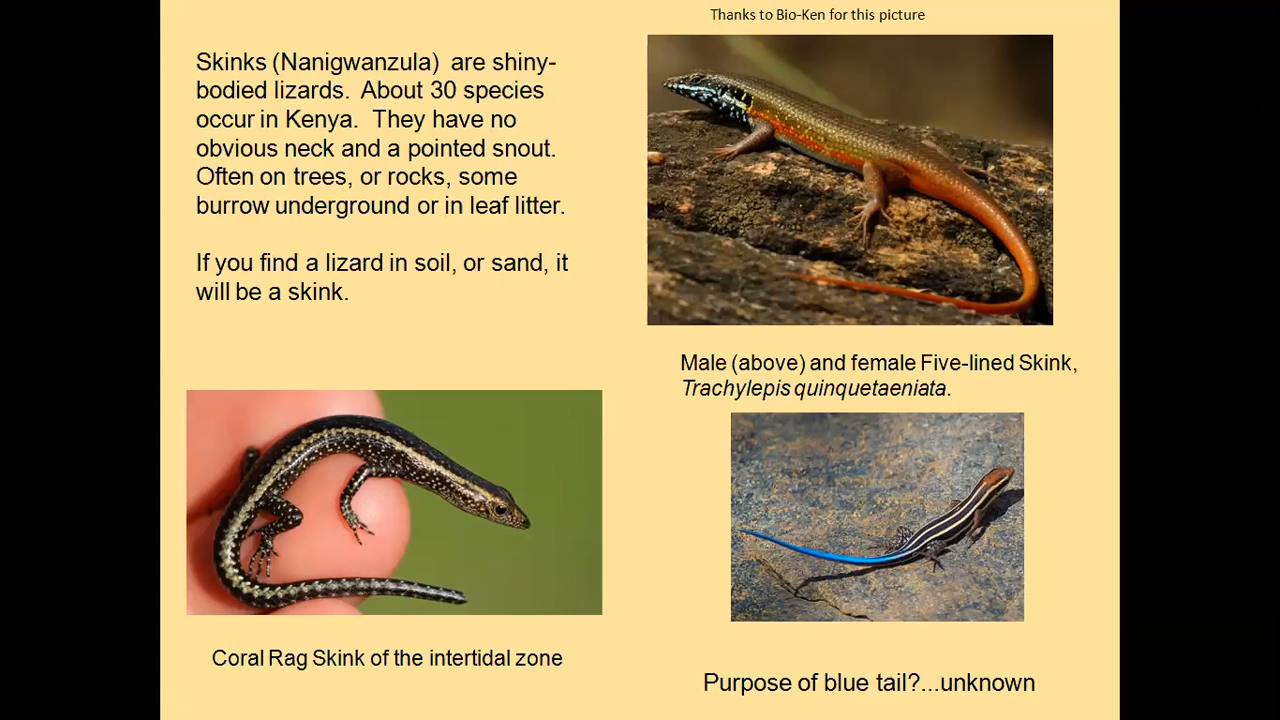 Thanks to Bio-Ken for this picture
Skinks (Nanigwanzula)  are shiny-
bodied lizards.  About 30 species
occur in Kenya.  They have no
obvious neck and a pointed snout.
Often on trees, or rocks, some
burrow underground or in leaf litter.
If you find a lizard in soil, or sand, it
will be a skink.
Male (above) and female Five-lined Skink,
Trachylepis quinquetaeniata.
Coral Rag Skink of the intertidal zone
Purpose of blue tail?...unknown